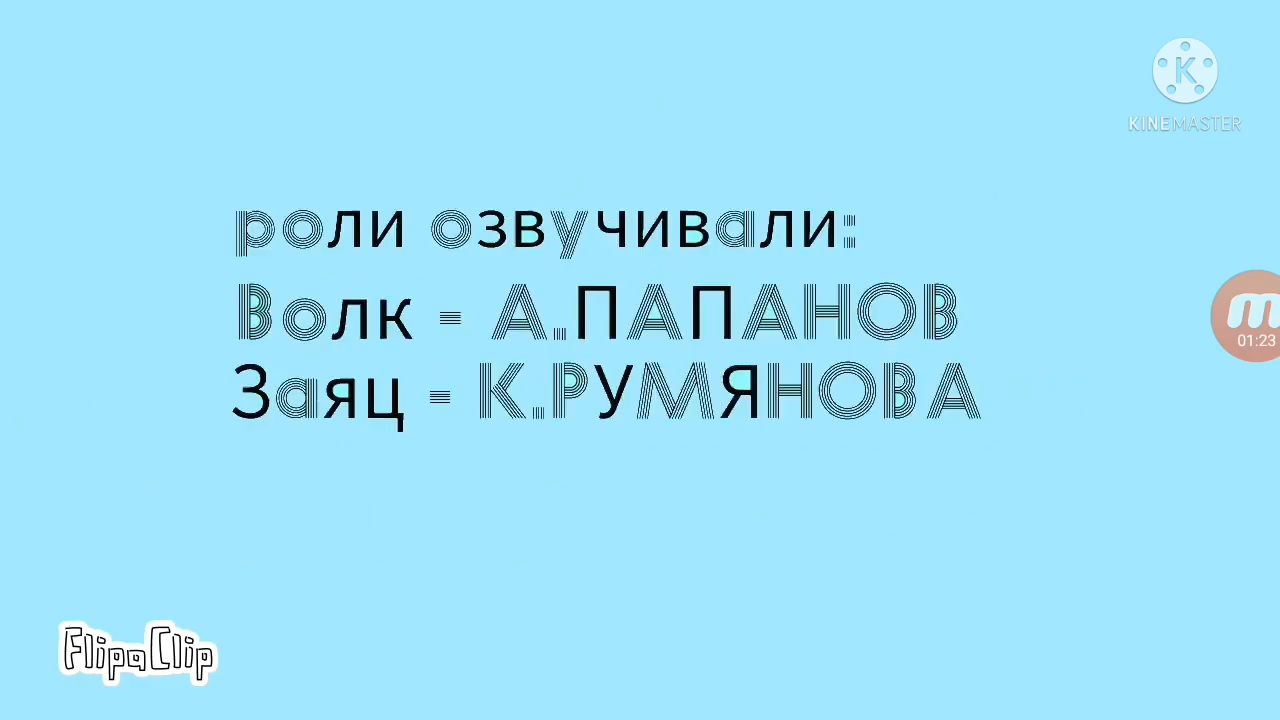 KINEMASTER
роли озвучивали:
Волк - А.ПАПАНОВ
Заяц - К.РУМЯНОВА
01:23
FlipaClip